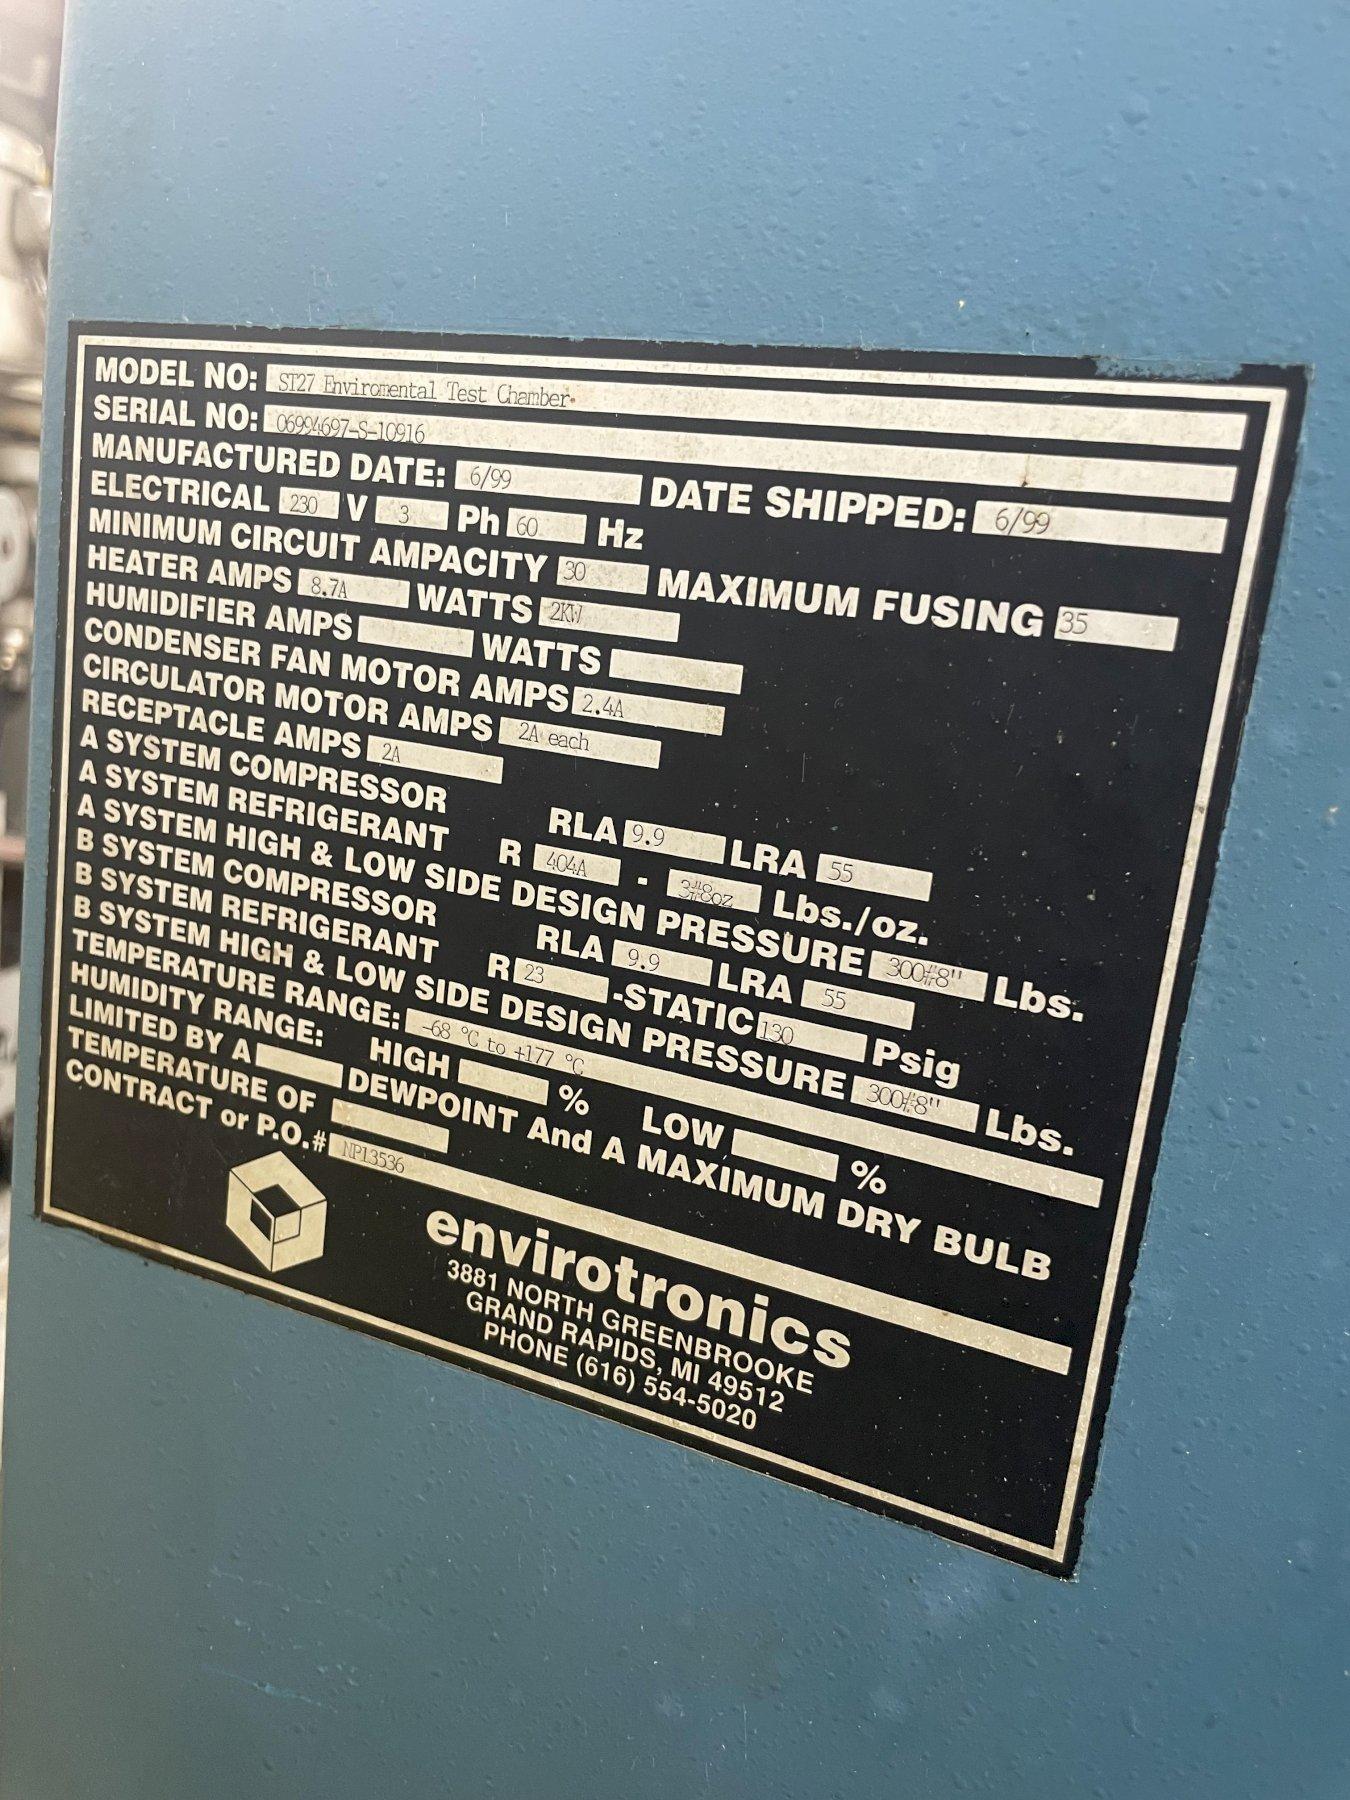 MODEL NO: ST27 Enviromental Test Chamber
SERIAL NO: 06994697-S-10916
MANUFACTURED DATE: 6/99 DATE SHIPPED: 6/99
ELECTRICAL 230 V 3 Ph 60 Hz
MINIMUM CIRCUIT AMPACITY 30 MAXIMUM FUSING 35
HEATER AMPS 8.7A WATTS 2KW
HUMIDIFIER AMPS WATTS
CONDENSER FAN MOTOR AMPS 2.4A
CIRCULATOR MOTOR AMPS 2A each
RECEPTACLE AMPS 2A
A SYSTEM COMPRESSOR RLA 9.9 LRA 55
A SYSTEM REFRIGERANT R 404A - 3#8oz Lbs./oz.
A SYSTEM HIGH & LOW SIDE DESIGN PRESSURE 300#8" Lbs.
B SYSTEM COMPRESSOR RLA 9.9 LRA 55
B SYSTEM REFRIGERANT R 23 -STATIC 130 Psig
B SYSTEM HIGH & LOW SIDE DESIGN PRESSURE 300#8" Lbs.
TEMPERATURE RANGE: -68 °C to +177 °C
HUMIDITY RANGE: HIGH % LOW %
LIMITED BY A DEWPOINT And A MAXIMUM DRY BULB
TEMPERATURE OF
CONTRACT or P.O.# NP13536
envirotronics
3881 NORTH GREENBROOKE
GRAND RAPIDS, MI 49512
PHONE (616) 554-5020